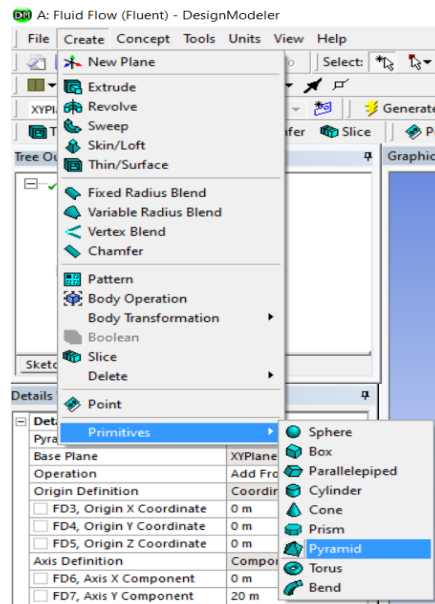 A: Fluid Flow (Fluent) - DesignModeler
File Create Concept Tools Units View Help
New Plane
Select:
Extrude
Revolve
XYPl
Generate
Sweep
Skin/Loft
Slice
Thin/Surface
Tree Ou
Graphic
Fixed Radius Blend
Variable Radius Blend
Vertex Blend
Chamfer
Pattern
Body Operation
Body Transformation
Boolean
Slice
Sketc
Delete
Details
Point
Deta
Primitives
Pyra
Sphere
Base Plane XYPlane
Box
Operation Add Fro
Parallelepiped
Origin Definition Coordin
Cylinder
FD3, Origin X Coordinate 0 m
Cone
FD4, Origin Y Coordinate 0 m
Prism
FD5, Origin Z Coordinate 0 m
Pyramid
Axis Definition Compon
Torus
FD6, Axis X Component 0 m
Bend
FD7, Axis Y Component 20 m